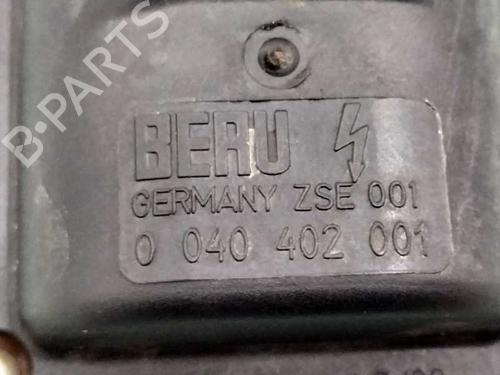 B-PARTS
BERU
GERMANY ZSE 001
0 040 402 001